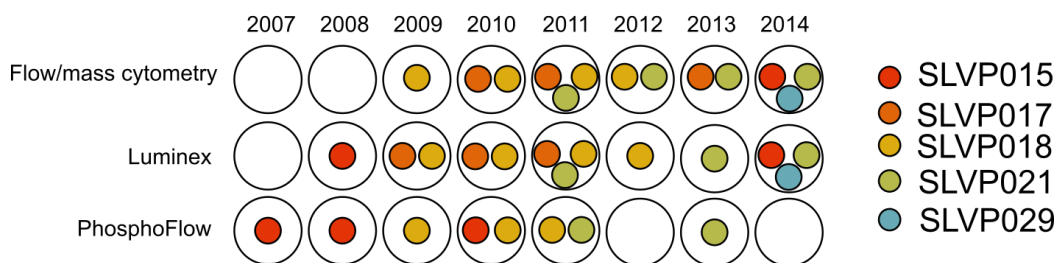 2007 2008 2009 2010 2011 2012 2013 2014
Flow/mass cytometry
Luminex
PhosphoFlow
SLVP015
SLVP017
SLVP018
SLVP021
SLVP029